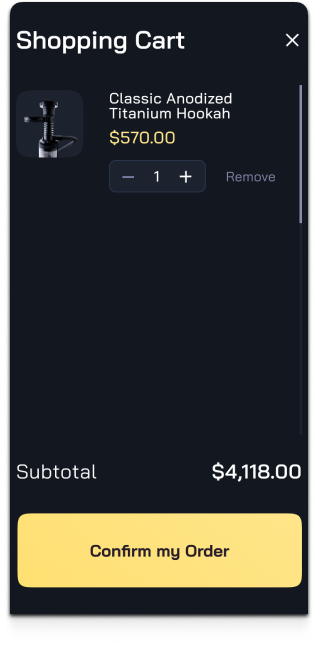 Shopping Cart
Classic Anodized
Titanium Hookah
$570.00
1
Remove
Subtotal
$4,118.00
Confirm my Order